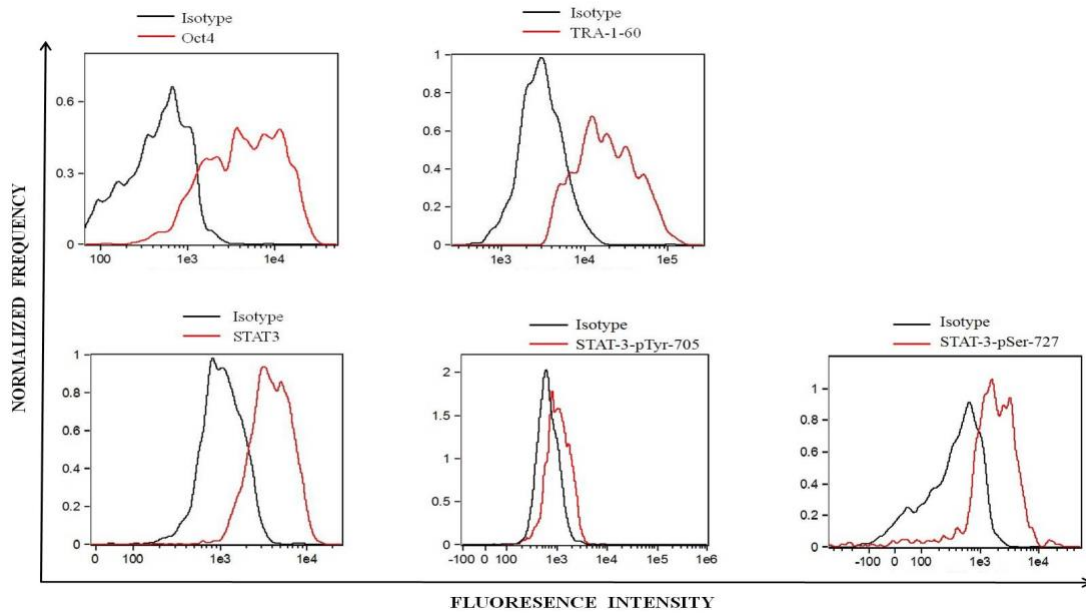 Isotype
Oct4
Isotype
TRA-1-60
0.6
0.3
0
100 1e3 1e4
1
0.8
0.6
0.4
0.2
0
1e3 1e4 1e5
NORMALIZED FREQUENCY
Isotype
STAT3
Isotype
STAT-3-pTyr-705
Isotype
STAT-3-pSer-727
1
0.8
0.6
0.4
0.2
0
0 1e3 1e4
2
1.5
1
0.5
0
-100 0 100 1e3 1e4 1e5 1e6
1
0.8
0.6
0.4
0.2
0
-100 0 100 1e3 1e4
FLUORESENCE INTENSITY